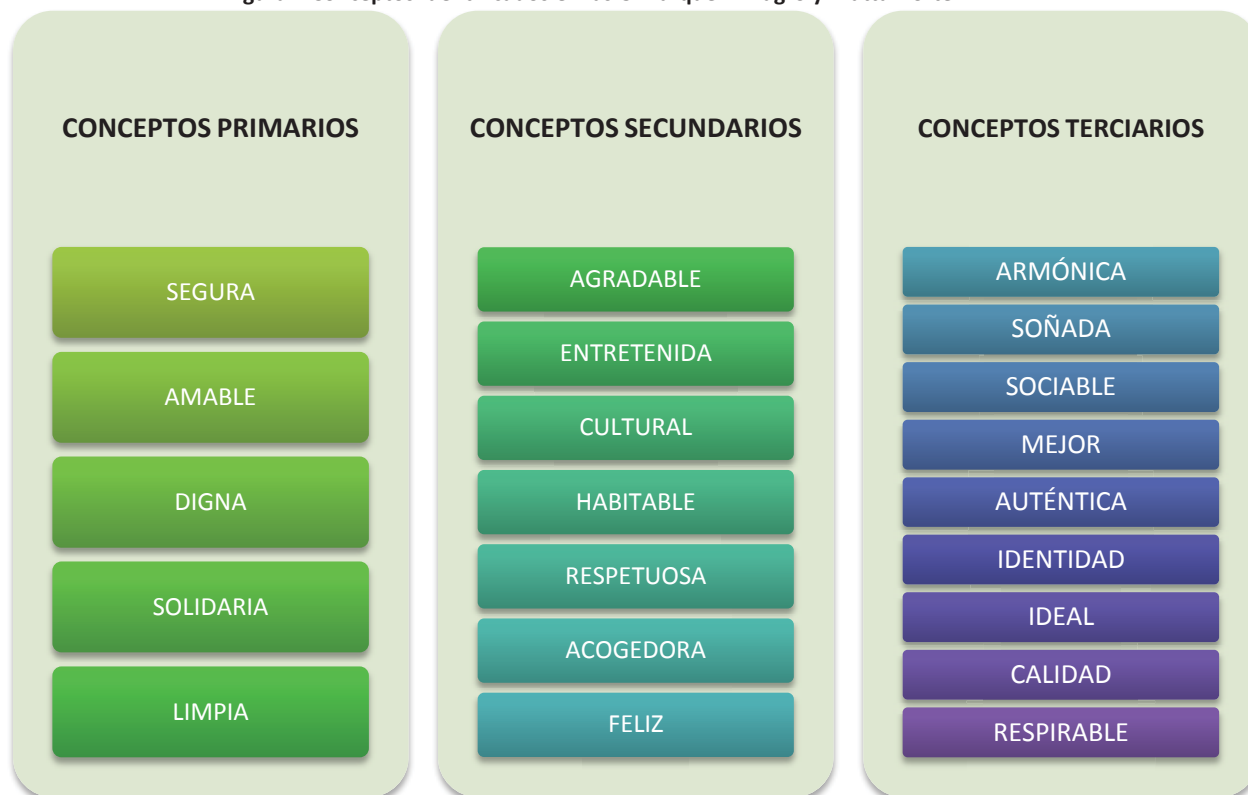 CONCEPTOS PRIMARIOS
SEGURA
AMABLE
DIGNA
SOLIDARIA
LIMPIA
CONCEPTOS SECUNDARIOS
AGRADABLE
ENTRETENIDA
CULTURAL
HABITABLE
RESPETUOSA
ACOGEDORA
FELIZ
CONCEPTOS TERCIARIOS
ARMÓNICA
SOÑADA
SOCIABLE
MEJOR
AUTÉNTICA
IDENTIDAD
IDEAL
CALIDAD
RESPIRABLE